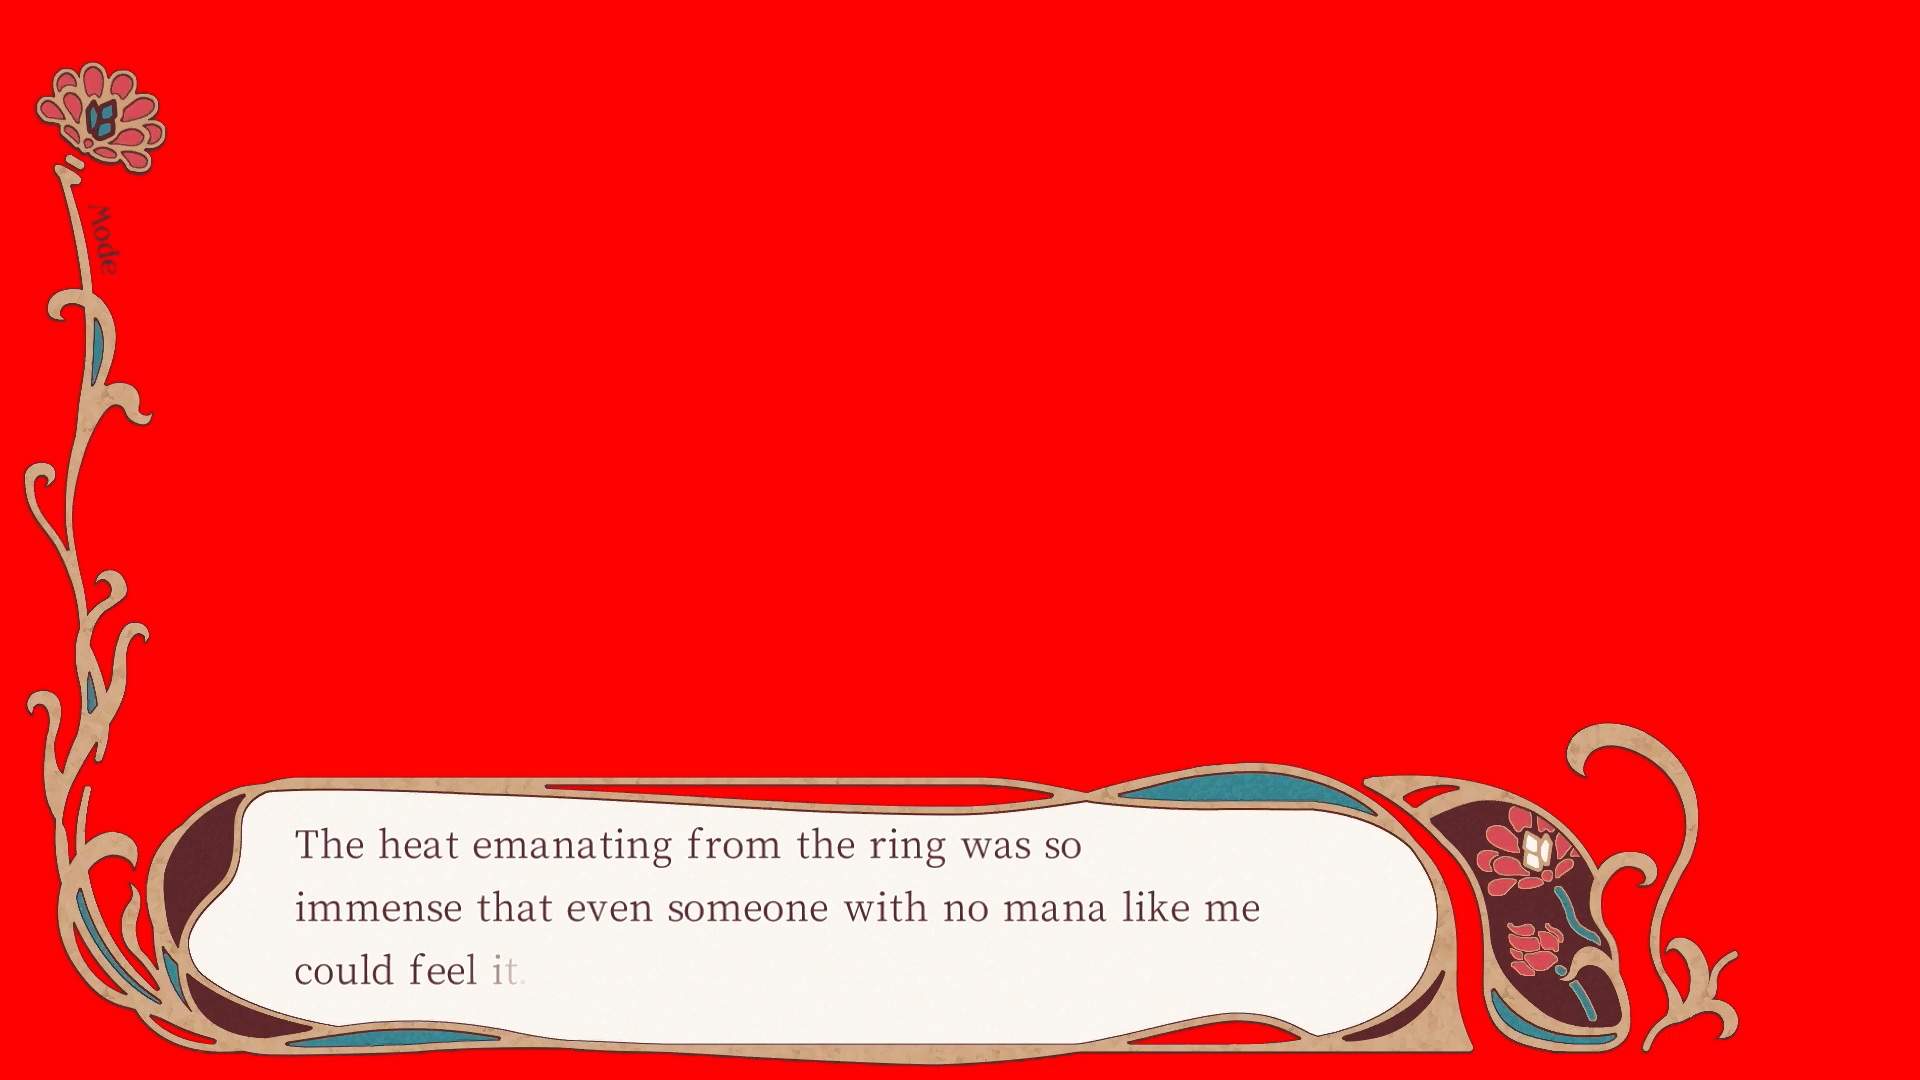 Mode
The heat emanating from the ring was so
immense that even someone with no mana like me
could feel it.